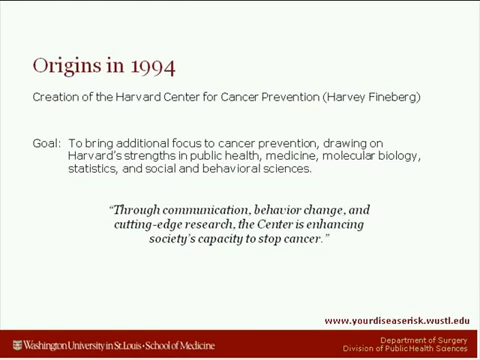 Origins in 1994
Creation of the Harvard Center for Cancer Prevention (Harvey Fineberg)
Goal: To bring additional focus to cancer prevention, drawing on
Harvard's strengths in public health, medicine, molecular biology,
statistics, and social and behavioral sciences.
"Through communication, behavior change, and
cutting-edge research, the Center is enhancing
society's capacity to stop cancer."
www.yourdiseaserisk.wustl.edu
Washington University in St. Louis • School of Medicine
Department of Surgery
Division of Public Health Sciences